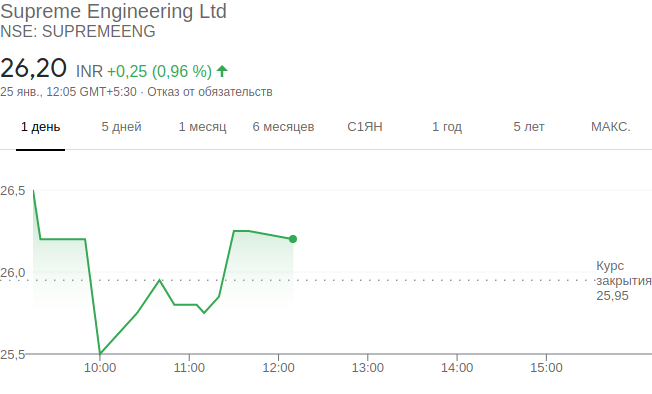 Supreme Engineering Ltd
NSE: SUPREMEENG
26,20 INR +0,25 (0,96 %)
25 янв., 12:05 GMT+5:30 · Отказ от обязательств
1 день 5 дней 1 месяц 6 месяцев С1ЯН 1 год 5 лет МАКС.
26,5
26,0
25,5
Курс
закрытия
25,95
10:00 11:00 12:00 13:00 14:00 15:00